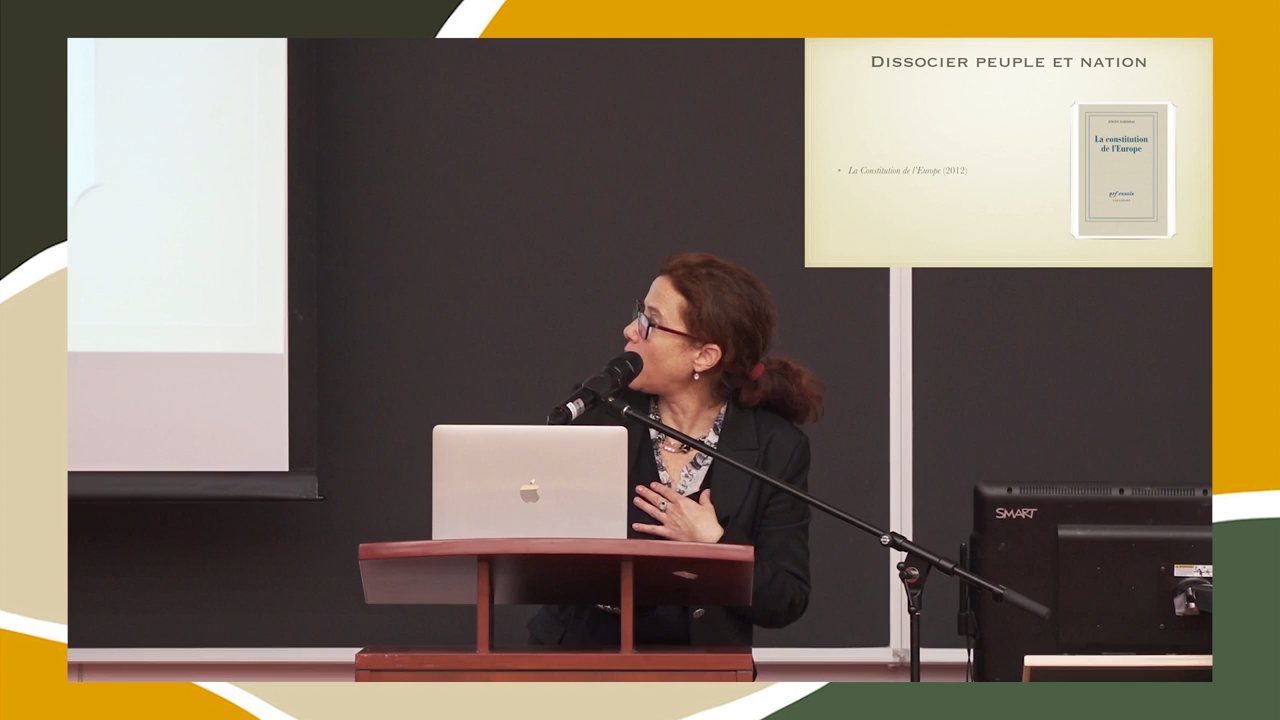 DISSOCIER PEUPLE ET NATION
La constitution
de l'Europe
• La Constitution de l'Europe (2012)
nrf essais
SMART